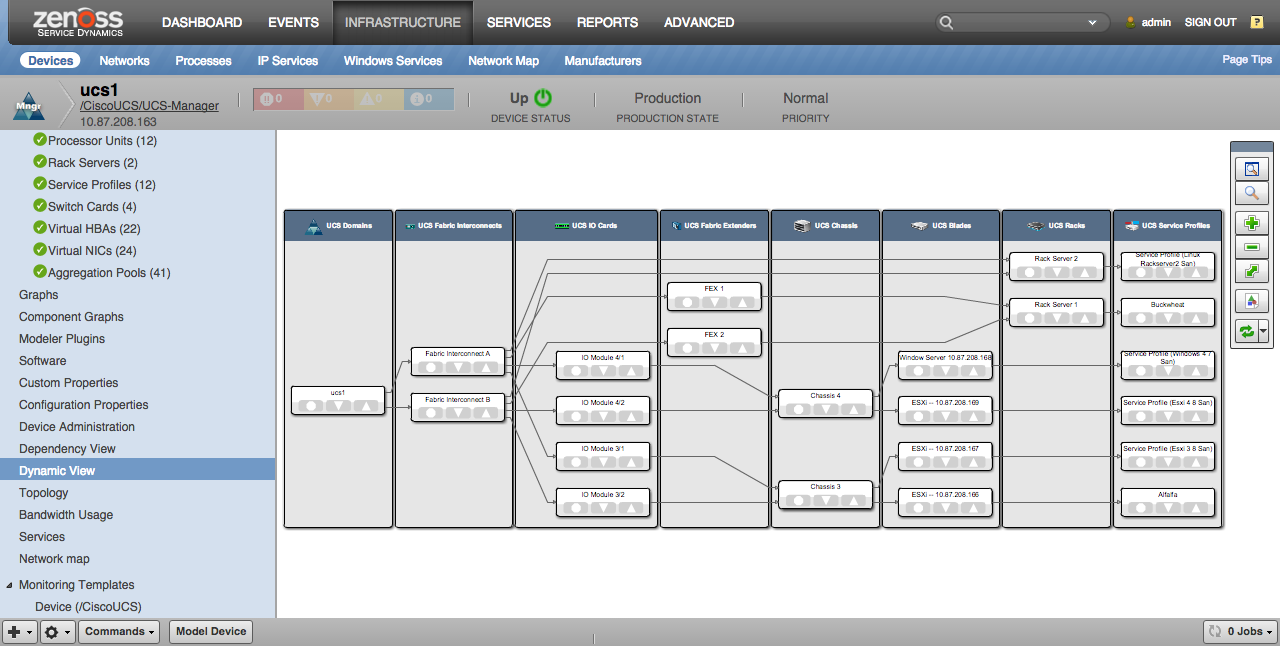 zenoss
SERVICE DYNAMICS
DASHBOARD EVENTS INFRASTRUCTURE SERVICES REPORTS ADVANCED
admin SIGN OUT ?
Devices Networks Processes IP Services Windows Services Network Map Manufacturers Page Tips
Mngr
ucs1
/CiscoUCS/UCS-Manager
10.87.208.163
0 0 0 0
Up
DEVICE STATUS
Production
PRODUCTION STATE
Normal
PRIORITY
Processor Units (12)
Rack Servers (2)
Service Profiles (12)
Switch Cards (4)
Virtual HBAs (22)
Virtual NICs (24)
Aggregation Pools (41)
Graphs
Component Graphs
Modeler Plugins
Software
Custom Properties
Configuration Properties
Device Administration
Dependency View
Dynamic View
Topology
Bandwidth Usage
Services
Network map
Monitoring Templates
Device (/CiscoUCS)
UCS Domains
UCS Fabric Interconnects
UCS IO Cards
UCS Fabric Extenders
UCS Chassis
UCS Blades
UCS Racks
UCS Service Profiles
ucs1
Fabric Interconnect A
Fabric Interconnect B
IO Module 4/1
IO Module 4/2
IO Module 3/1
IO Module 3/2
FEX 1
FEX 2
Chassis 4
Chassis 3
Window Server 10.87.208.168
ESXi -- 10.87.208.169
ESXi -- 10.87.208.167
ESXi -- 10.87.208.166
Rack Server 2
Rack Server 1
Service Profile (Linux
Rackserver2 San)
Buckwheat
Service Profile (Windows 4 7
San)
Service Profile (Esxi 4 8 San)
Service Profile (Esxi 3 8 San)
Alfalfa
Commands Model Device 0 Jobs